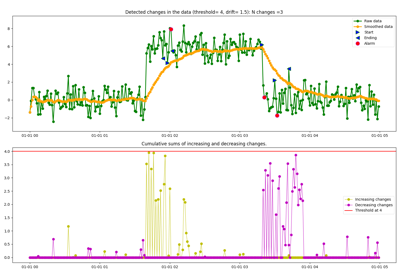 Detected changes in the data (threshold= 4, drift= 1.5): N changes =3
Raw data
Smoothed data
Start
Ending
Alarm
8
6
4
2
0
-2
01-01 00
01-01 01
01-01 02
01-01 03
01-01 04
01-01 05
Cumulative sums of increasing and decreasing changes.
4.0
3.5
3.0
2.5
2.0
1.5
1.0
0.5
0.0
Increasing changes
Decreasing changes
Threshold at 4
01-01 00
01-01 01
01-01 02
01-01 03
01-01 04
01-01 05